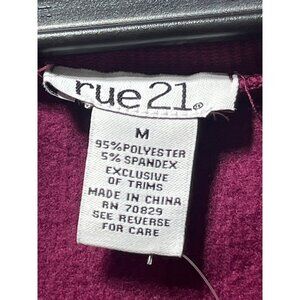 rue21®
M
95%POLYESTER
5% SPANDEX
EXCLUSIVE
OF TRIMS
MADE IN CHINA
RN 70829
SEE REVERSE
FOR CARE